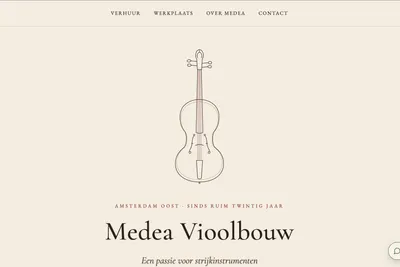 VERHUUR WERKPLAATS OVER MEDEA CONTACT
AMSTERDAM OOST · SINDS RUIM TWINTIG JAAR
Medea Vioolbouw
Een passie voor strijkinstrumenten